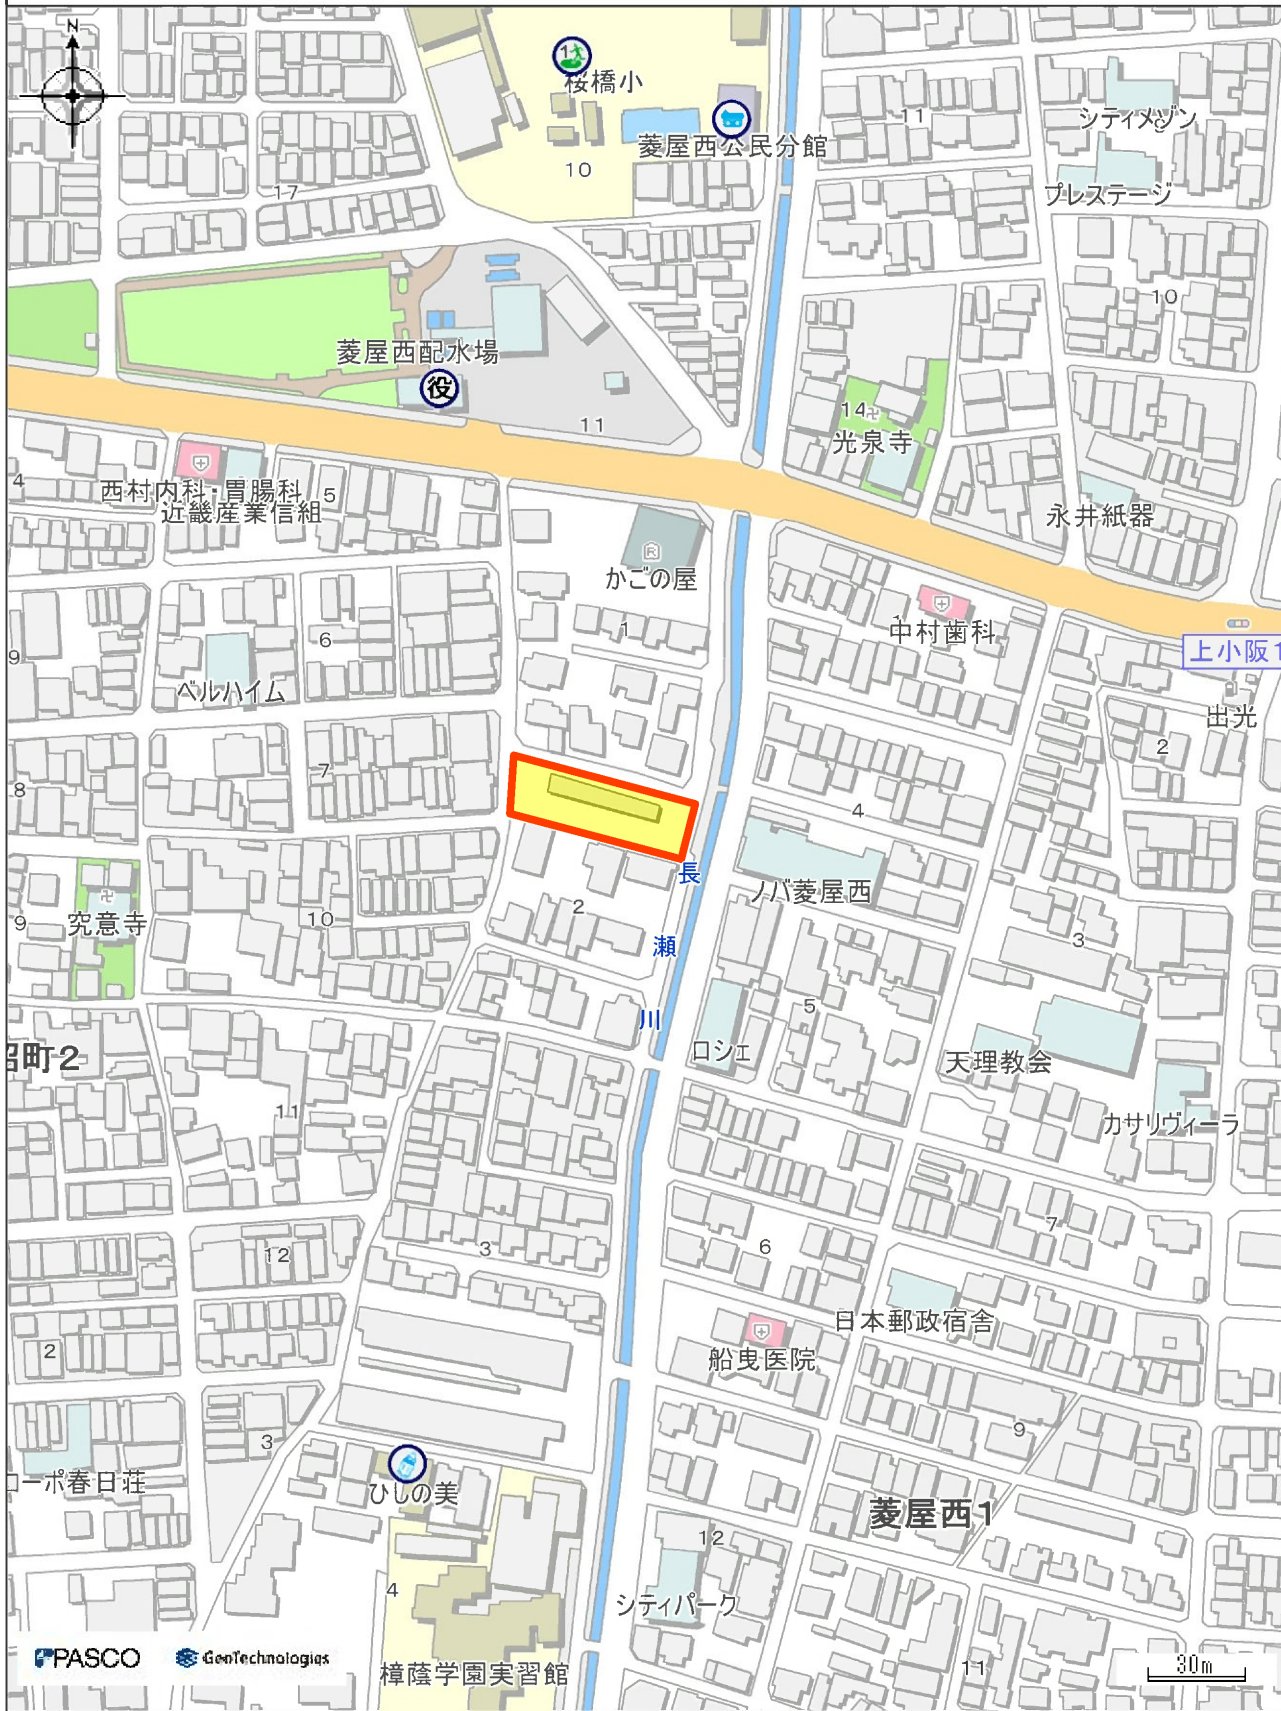 N
桜橋小
菱屋西公民分館
シティメゾン
プレステージ
11
10
17
10
菱屋西配水場
役
11
14
光泉寺
4
西村内科・胃腸科
5
近畿産業信組
永井紙器
R
かごの屋
1
中村歯科
上小阪1
9
6
ベルハイム
出光
2
8
7
4
長
瀬
川
ノバ菱屋西
9
究意寺
10
2
3
5
ロシェ
天理教会
沼町2
11
カサリヴィーラ
7
12
3
6
日本郵政宿舎
2
船曳医院
3
9
ローポ春日荘
ひしの美
菱屋西1
12
4
シティパーク
PASCO
GeoTechnologies
樟蔭学園実習館
11
30m